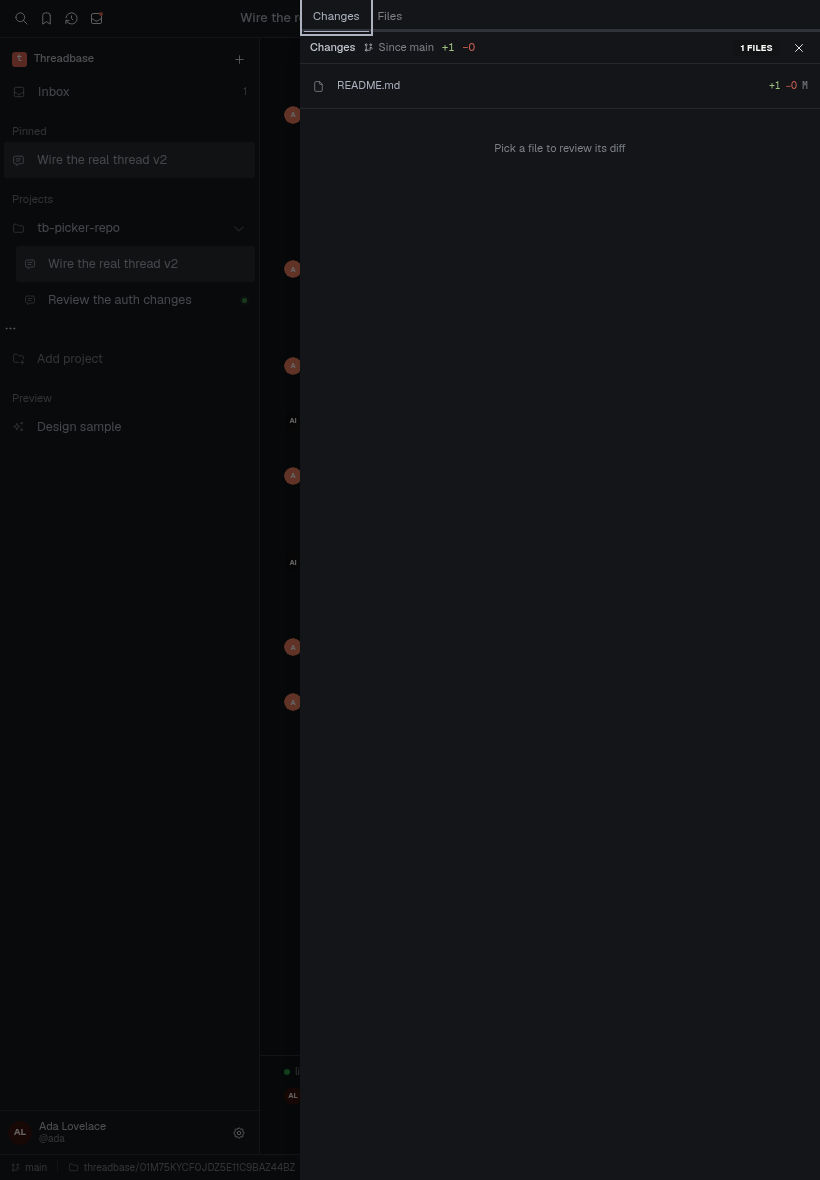 Wire the r
Changes
Files
Changes
Since main
+1 −0
1 FILES
README.md
+1 −0 M
Pick a file to review its diff
t
Threadbase
Inbox
1
Pinned
Wire the real thread v2
Projects
tb-picker-repo
Wire the real thread v2
Review the auth changes
...
Add project
Preview
Design sample
A
A
A
AI
A
AI
A
A
li
AL
AL
Ada Lovelace
@ada
main
threadbase/01M75KYCF0JDZ5E11C9BAZ44BZ